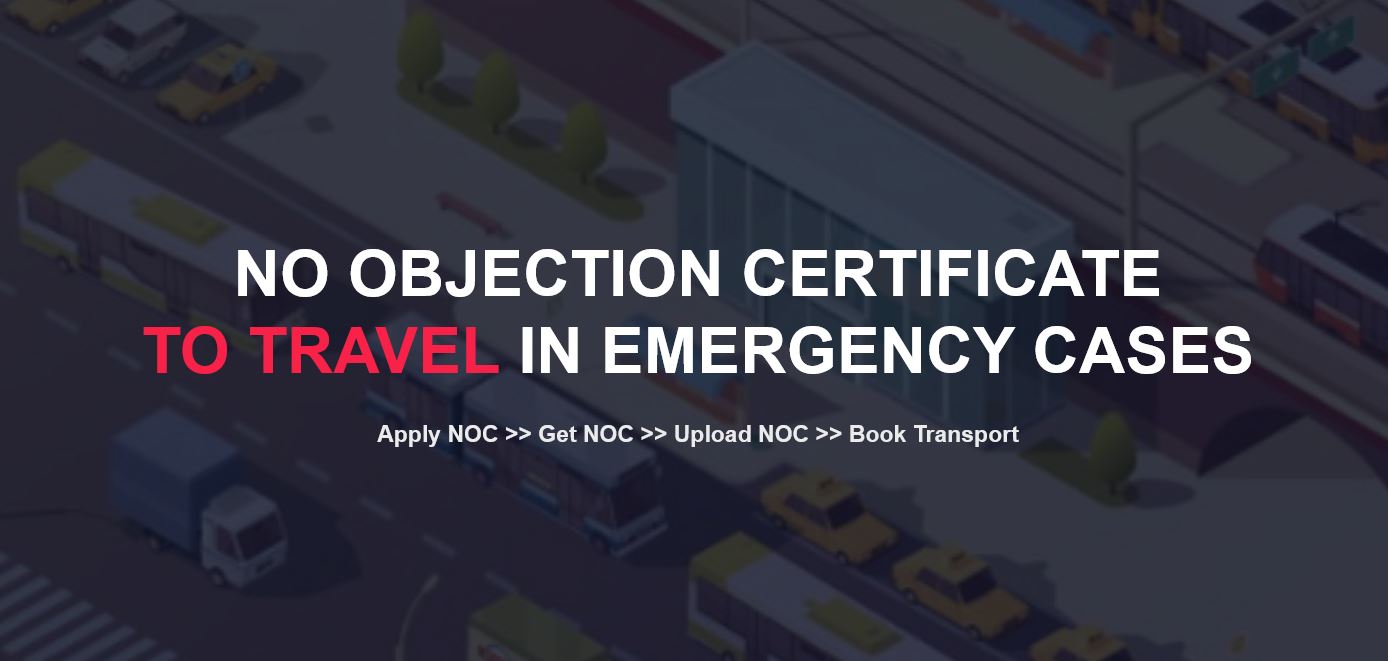 NO OBJECTION CERTIFICATE
TO TRAVEL IN EMERGENCY CASES
Apply NOC >> Get NOC >> Upload NOC >> Book Transport